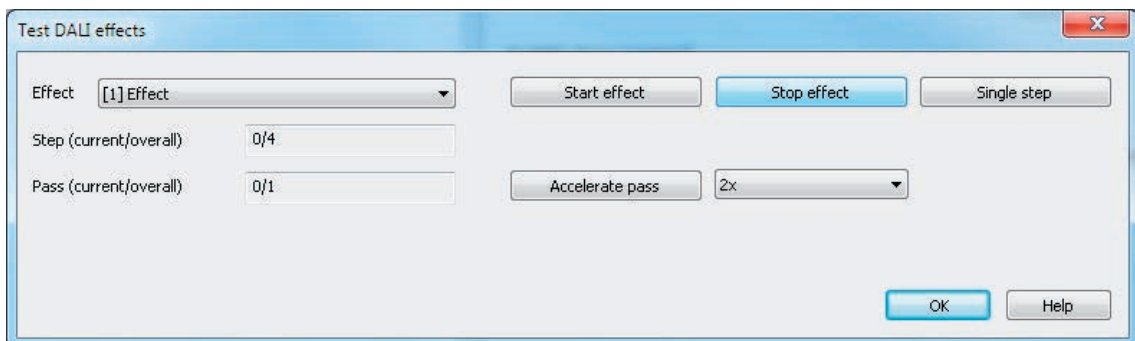 Test DALI effects
Effect [1] Effect Start effect Stop effect Single step
Step (current/overall) 0/4
Pass (current/overall) 0/1 Accelerate pass 2x
OK Help